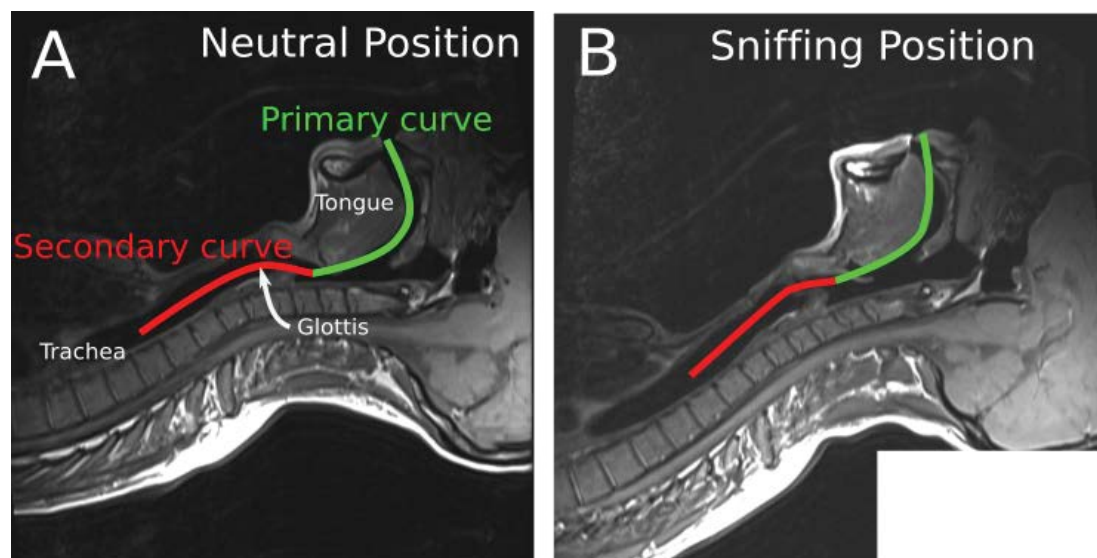 A
Neutral Position
Primary curve
Tongue
Secondary curve
Glottis
Trachea
B
Sniffing Position